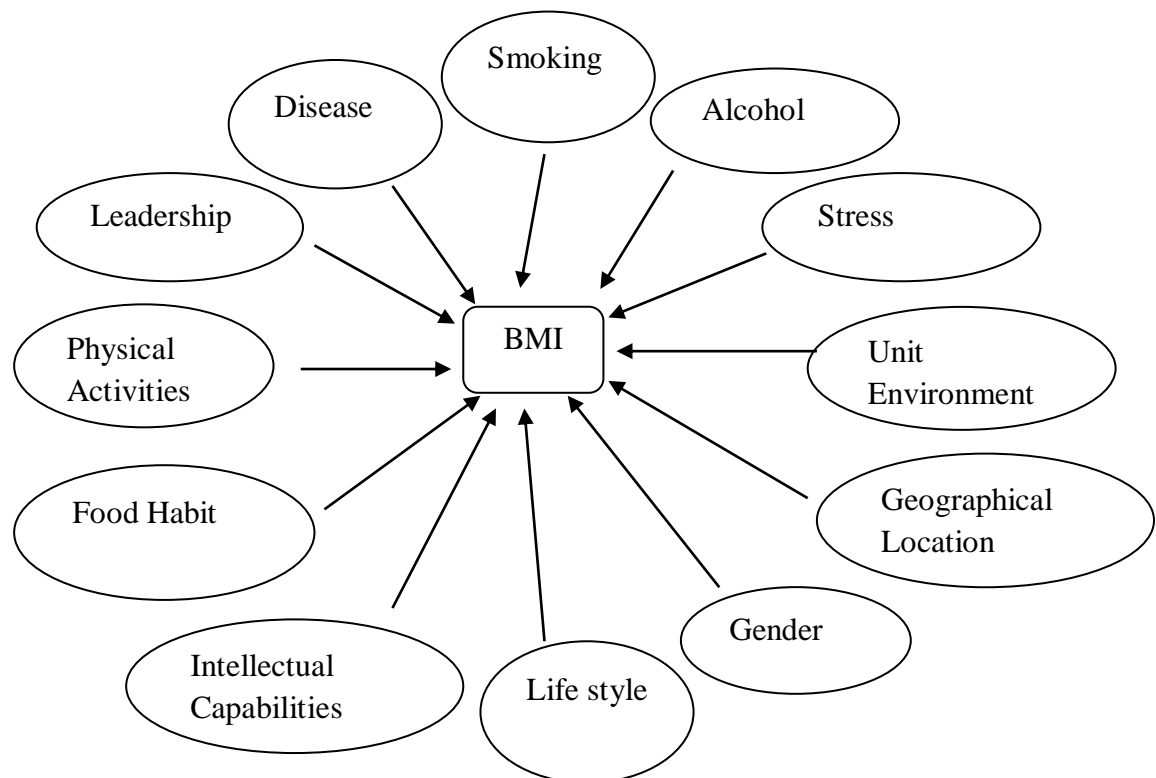 Smoking
Disease
Alcohol
Leadership
Stress
BMI
Physical
Activities
Unit
Environment
Food Habit
Geographical
Location
Gender
Intellectual
Capabilities
Life style